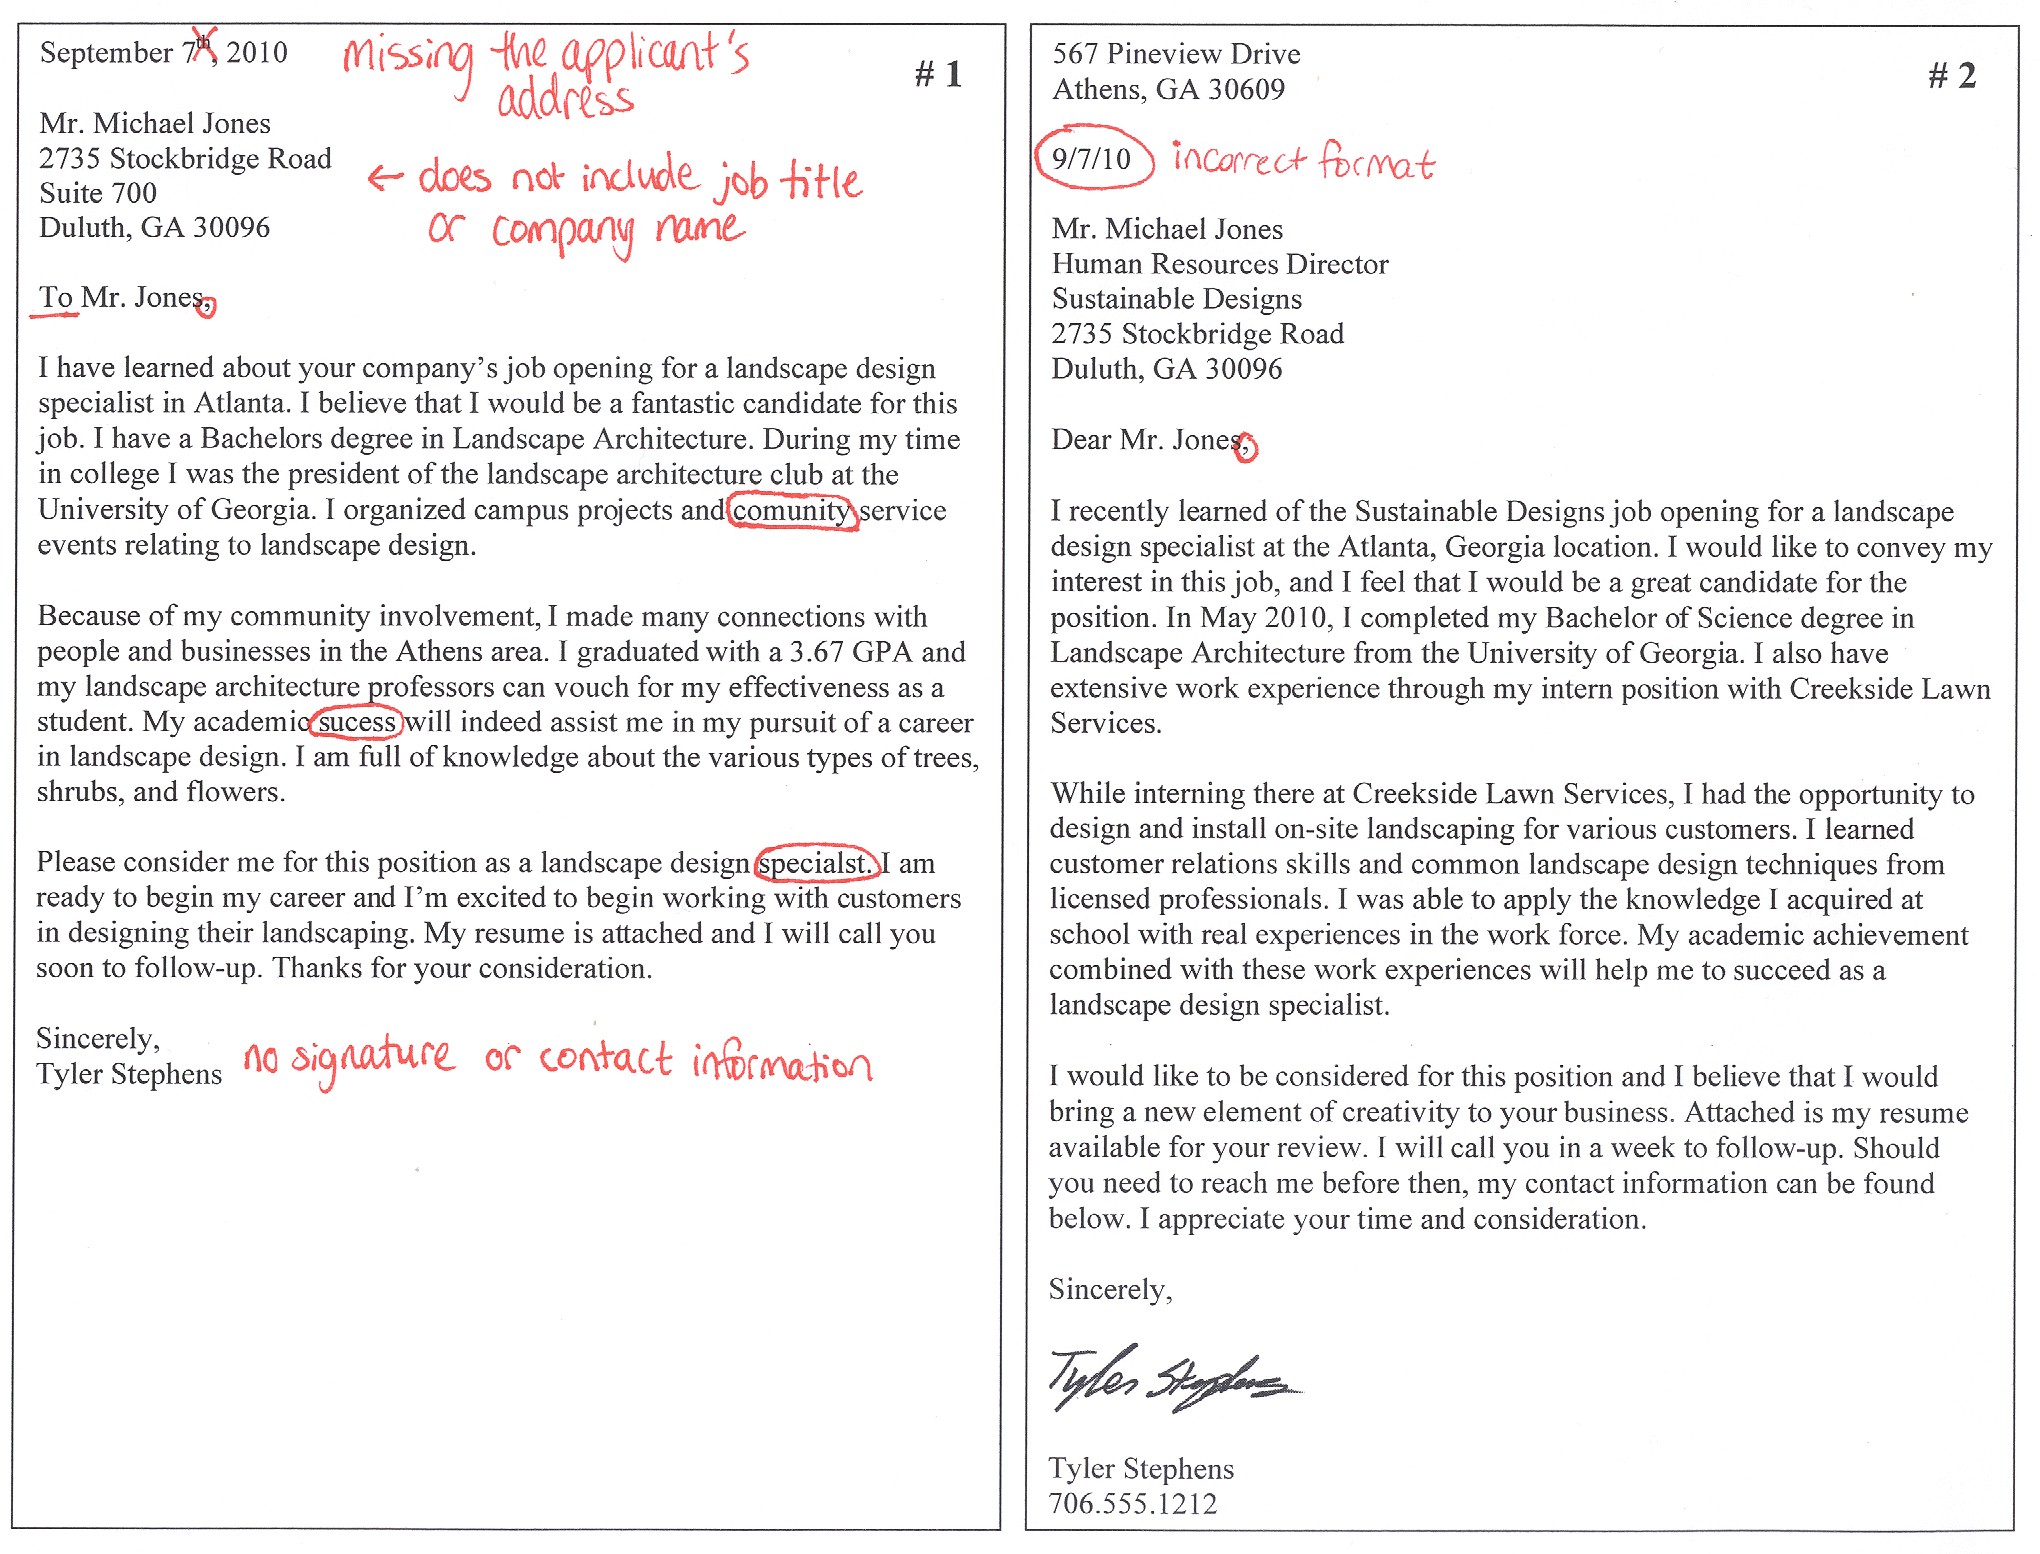 September 7th, 2010
missing the applicant's
address
# 1
Mr. Michael Jones
2735 Stockbridge Road
Suite 700
Duluth, GA 30096
← does not include job title
or company name
To Mr. Jones,
I have learned about your company's job opening for a landscape design
specialist in Atlanta. I believe that I would be a fantastic candidate for this
job. I have a Bachelors degree in Landscape Architecture. During my time
in college I was the president of the landscape architecture club at the
University of Georgia. I organized campus projects and comunity service
events relating to landscape design.
Because of my community involvement, I made many connections with
people and businesses in the Athens area. I graduated with a 3.67 GPA and
my landscape architecture professors can vouch for my effectiveness as a
student. My academic sucess will indeed assist me in my pursuit of a career
in landscape design. I am full of knowledge about the various types of trees,
shrubs, and flowers.
Please consider me for this position as a landscape design specialst. I am
ready to begin my career and I'm excited to begin working with customers
in designing their landscaping. My resume is attached and I will call you
soon to follow-up. Thanks for your consideration.
Sincerely,
Tyler Stephens
no signature or contact information
567 Pineview Drive
Athens, GA 30609
# 2
9/7/10 incorrect format
Mr. Michael Jones
Human Resources Director
Sustainable Designs
2735 Stockbridge Road
Duluth, GA 30096
Dear Mr. Jones,
I recently learned of the Sustainable Designs job opening for a landscape
design specialist at the Atlanta, Georgia location. I would like to convey my
interest in this job, and I feel that I would be a great candidate for the
position. In May 2010, I completed my Bachelor of Science degree in
Landscape Architecture from the University of Georgia. I also have
extensive work experience through my intern position with Creekside Lawn
Services.
While interning there at Creekside Lawn Services, I had the opportunity to
design and install on-site landscaping for various customers. I learned
customer relations skills and common landscape design techniques from
licensed professionals. I was able to apply the knowledge I acquired at
school with real experiences in the work force. My academic achievement
combined with these work experiences will help me to succeed as a
landscape design specialist.
I would like to be considered for this position and I believe that I would
bring a new element of creativity to your business. Attached is my resume
available for your review. I will call you in a week to follow-up. Should
you need to reach me before then, my contact information can be found
below. I appreciate your time and consideration.
Sincerely,
Tyler Stephens
Tyler Stephens
706.555.1212